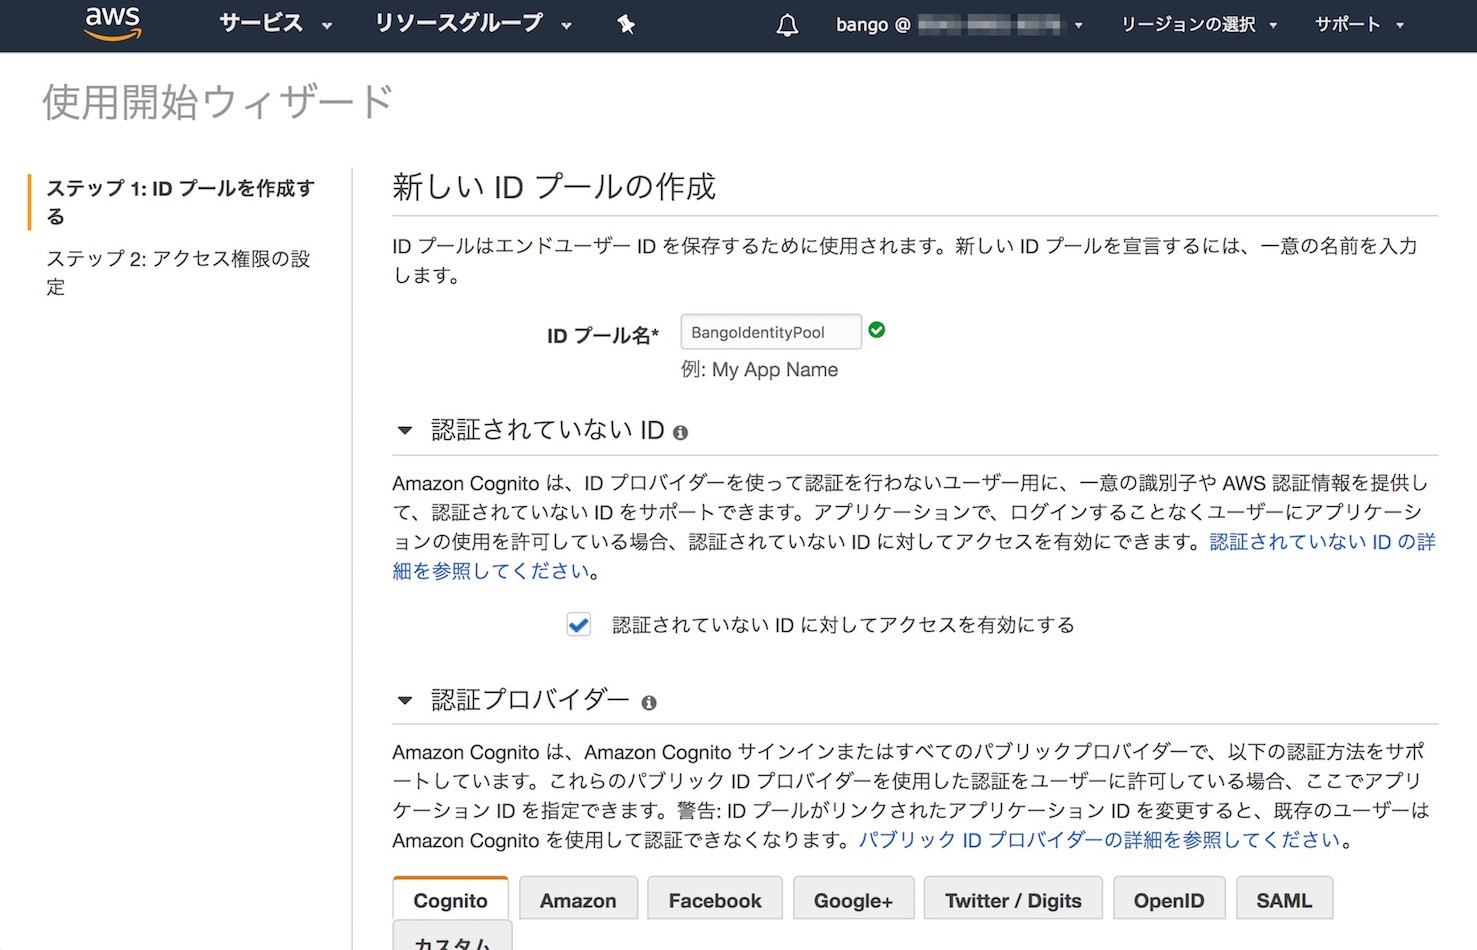 aws サービス リソースグループ bango @ リージョンの選択 サポート
使用開始ウィザード
ステップ 1: ID プールを作成す
る
ステップ 2: アクセス権限の設
定
新しい ID プールの作成
ID プールはエンドユーザー ID を保存するために使用されます。新しい ID プールを宣言するには、一意の名前を入力
します。
ID プール名* BangoIdentityPool
例: My App Name
認証されていない ID
Amazon Cognito は、ID プロバイダーを使って認証を行わないユーザー用に、一意の識別子や AWS 認証情報を提供し
て、認証されていない ID をサポートできます。アプリケーションで、ログインすることなくユーザーにアプリケーシ
ョンの使用を許可している場合、認証されていない ID に対してアクセスを有効にできます。認証されていない ID の詳
細を参照してください。
認証されていない ID に対してアクセスを有効にする
認証プロバイダー
Amazon Cognito は、Amazon Cognito サインインまたはすべてのパブリックプロバイダーで、以下の認証方法をサポ
ートしています。これらのパブリック ID プロバイダーを使用した認証をユーザーに許可している場合、ここでアプリ
ケーション ID を指定できます。警告: ID プールがリンクされたアプリケーション ID を変更すると、既存のユーザーは
Amazon Cognito を使用して認証できなくなります。パブリック ID プロバイダーの詳細を参照してください。
Cognito Amazon Facebook Google+ Twitter / Digits OpenID SAML
カスタム